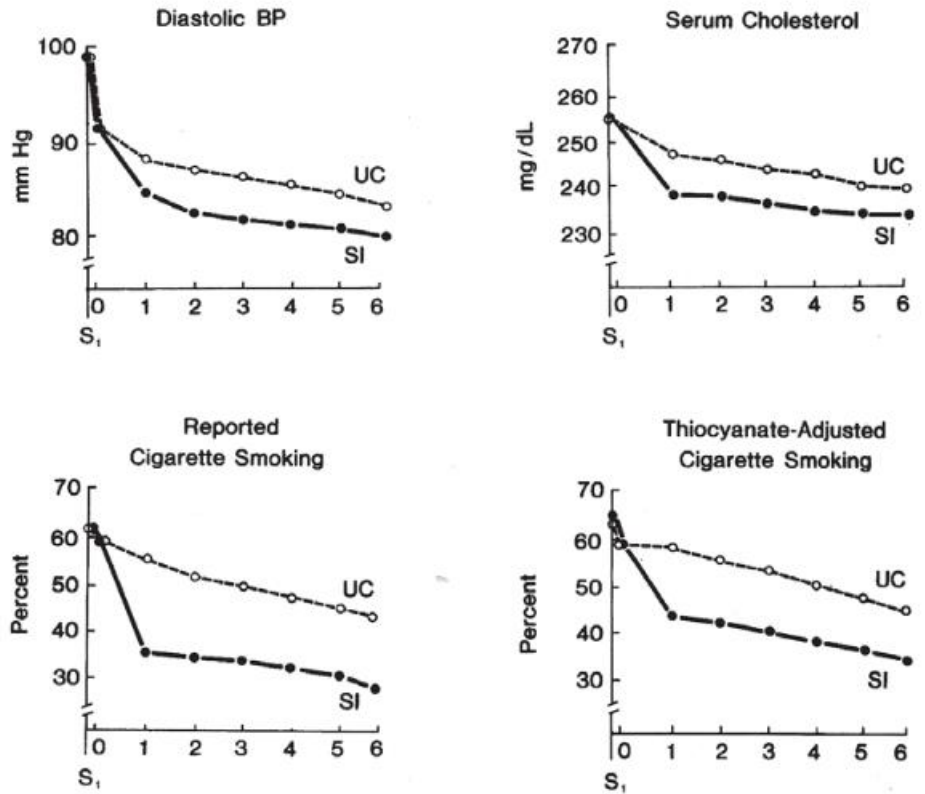 Diastolic BP
mm Hg
100
90
80
UC
SI
0 1 2 3 4 5 6
S₁
Serum Cholesterol
mg/dL
270
260
250
240
230
UC
SI
0 1 2 3 4 5 6
S₁
Reported
Cigarette Smoking
Percent
70
60
50
40
30
UC
SI
0 1 2 3 4 5 6
S₁
Thiocyanate-Adjusted
Cigarette Smoking
Percent
70
60
50
40
30
UC
SI
0 1 2 3 4 5 6
S₁